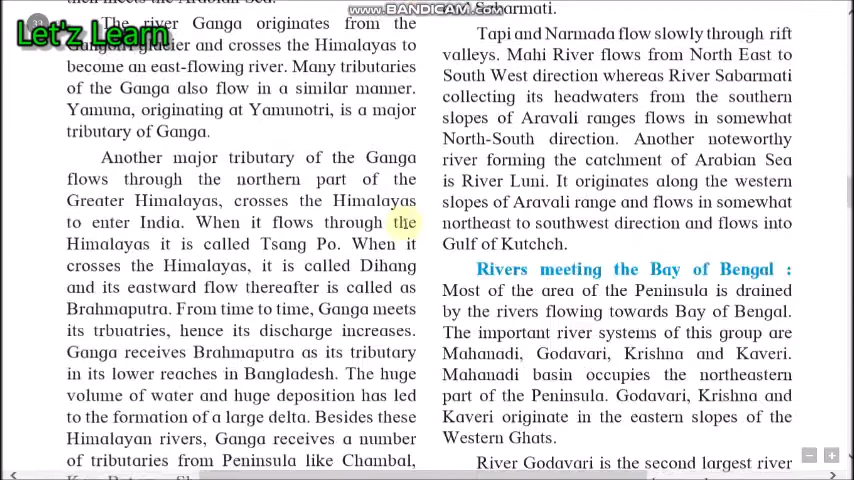 www.BANDICAM.com
Let'z Learn
The river Ganga originates from the
glacier and crosses the Himalayas to
become an east-flowing river. Many tributaries
of the Ganga also flow in a similar manner.
Yamuna, originating at Yamunotri, is a major
tributary of Ganga.
Another major tributary of the Ganga
flows through the northern part of the
Greater Himalayas, crosses the Himalayas
to enter India. When it flows through the
Himalayas it is called Tsang Po. When it
crosses the Himalayas, it is called Dihang
and its eastward flow thereafter is called as
Brahmaputra. From time to time, Ganga meets
its trbuatries, hence its discharge increases.
Ganga receives Brahmaputra as its tributary
in its lower reaches in Bangladesh. The huge
volume of water and huge deposition has led
to the formation of a large delta. Besides these
Himalayan rivers, Ganga receives a number
of tributaries from Peninsula like Chambal,
Sabarmati.
Tapi and Narmada flow slowly through rift
valleys. Mahi River flows from North East to
South West direction whereas River Sabarmati
collecting its headwaters from the southern
slopes of Aravali ranges flows in somewhat
North-South direction. Another noteworthy
river forming the catchment of Arabian Sea
is River Luni. It originates along the western
slopes of Aravali range and flows in somewhat
northeast to southwest direction and flows into
Gulf of Kutchch.
Rivers meeting the Bay of Bengal :
Most of the area of the Peninsula is drained
by the rivers flowing towards Bay of Bengal.
The important river systems of this group are
Mahanadi, Godavari, Krishna and Kaveri.
Mahanadi basin occupies the northeastern
part of the Peninsula. Godavari, Krishna and
Kaveri originate in the eastern slopes of the
Western Ghats.
River Godavari is the second largest river